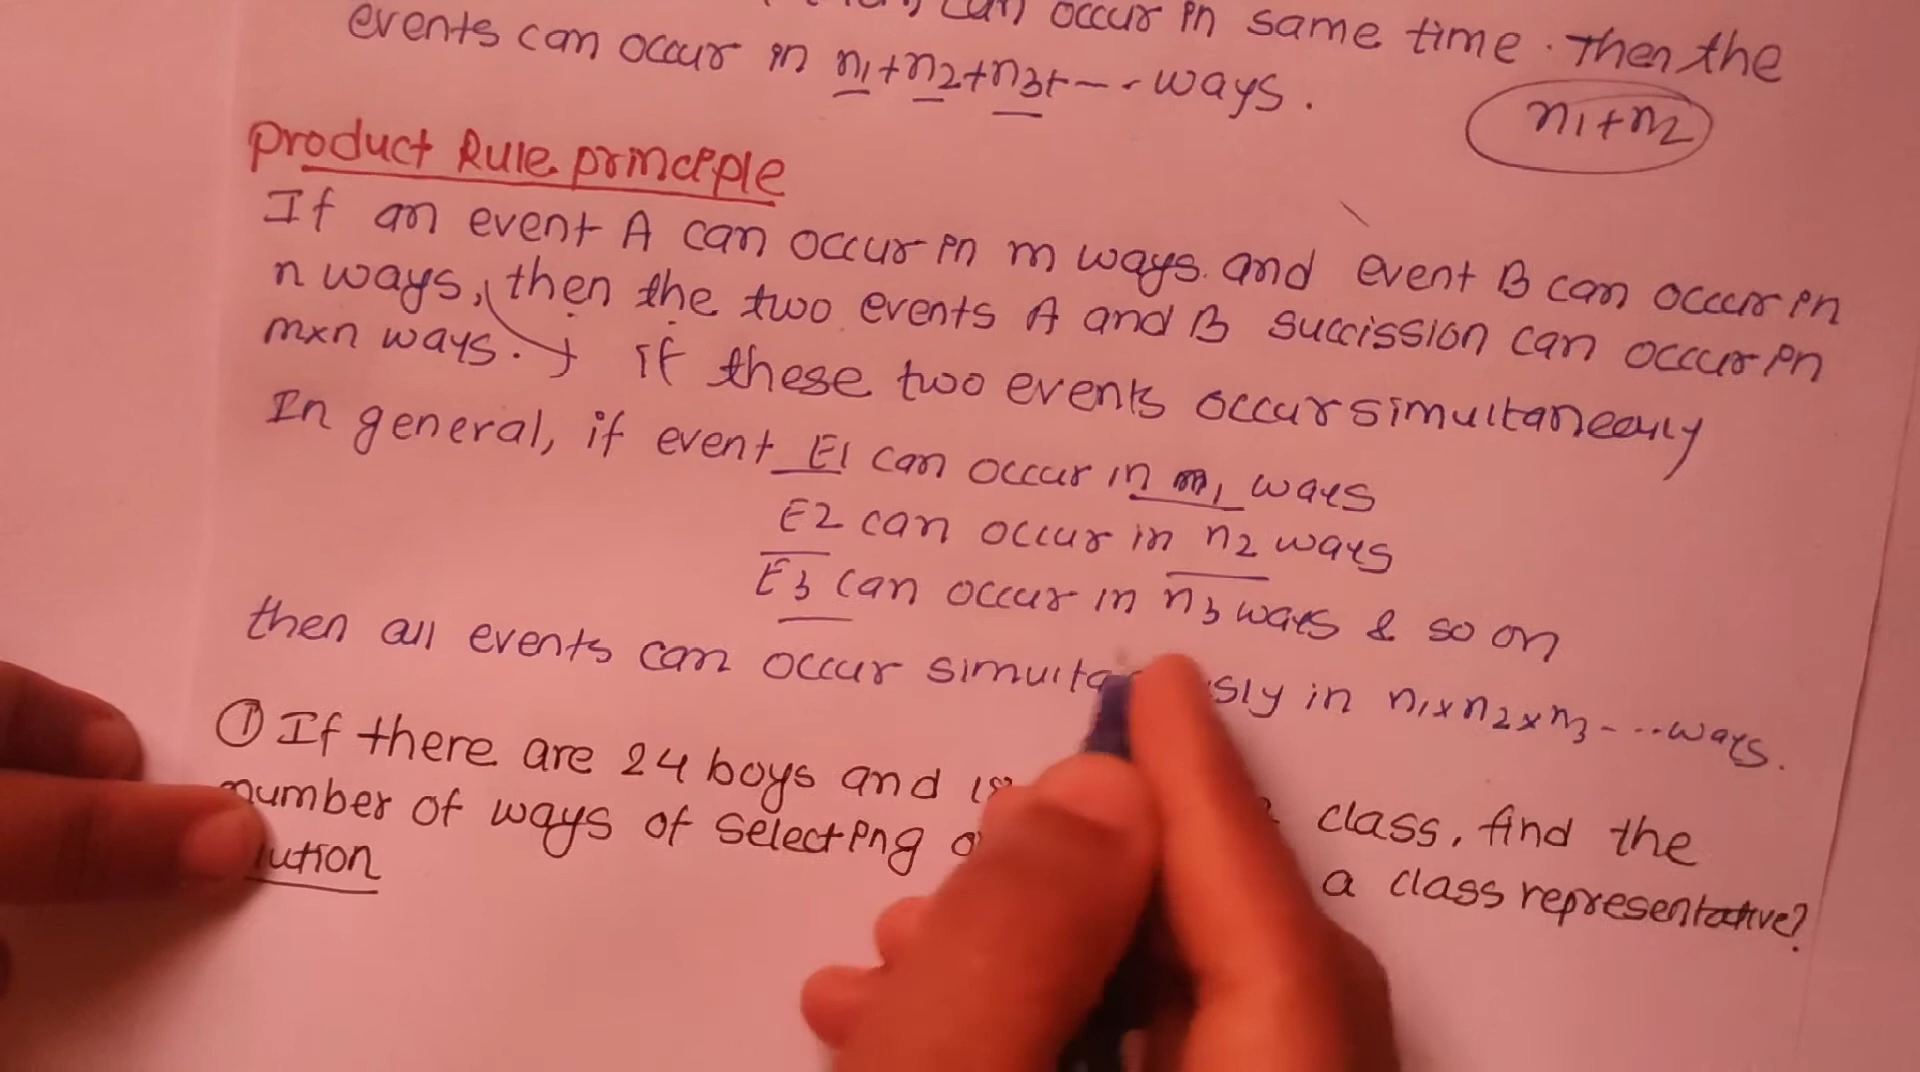 can occur in same time. Then the
events can occur in n1+n2+n3+--- ways.
n1+n2
product Rule principle
If an event A can occur in m ways. and event B can occur in
n ways, then the two events A and B succission can occur in
mxn ways. if these two events occur simultaneously
In general, if event E1 can occur in n1 ways
E2 can occur in n2 ways
E3 can occur in n3 ways & so on
then all events can occur in n1xn2xn3----ways.
① If there are 24 boys and class, find the
number of ways of selecting a class representative?